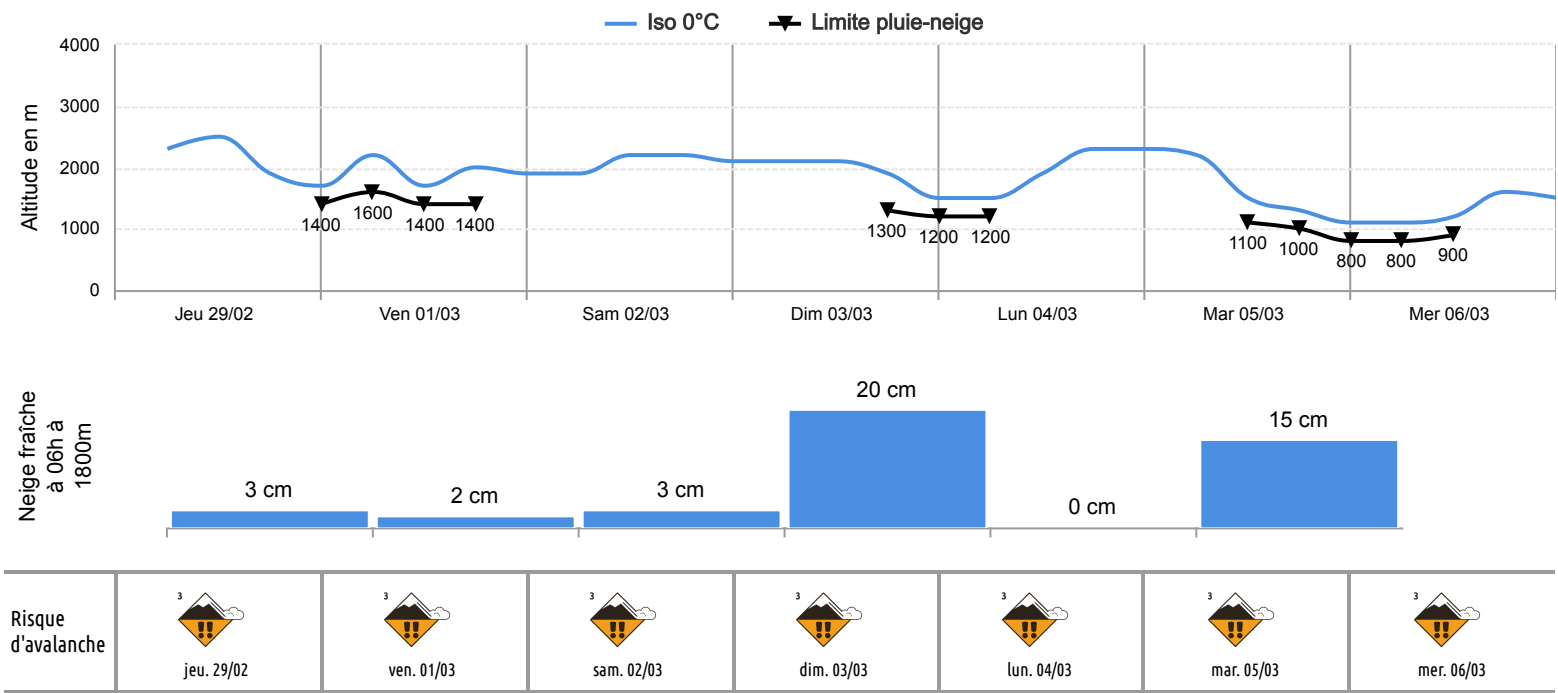 Iso 0°C Limite pluie-neige
Altitude en m
4000
3000
2000
1000
0
1400 1600 1400 1400 1300 1200 1200 1100 1000 800 800 900
Jeu 29/02 Ven 01/03 Sam 02/03 Dim 03/03 Lun 04/03 Mar 05/03 Mer 06/03
Neige fraîche
à 06h à
1800m
3 cm 2 cm 3 cm 20 cm 0 cm 15 cm
Risque
d'avalanche
3 3 3 3 3 3 3
!! !! !! !! !! !! !!
jeu. 29/02 ven. 01/03 sam. 02/03 dim. 03/03 lun. 04/03 mar. 05/03 mer. 06/03